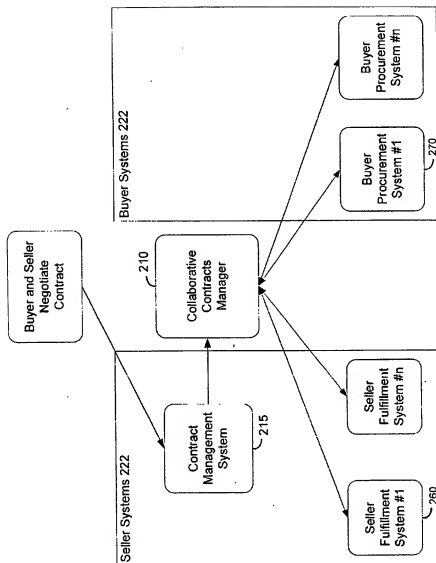 Buyer and Seller
Negotiate
Contract
Seller Systems 222
Buyer Systems 222
Contract
Management
System
215
210
Collaborative
Contracts
Manager
Seller
Fulfillment
System #1
260
Seller
Fulfillment
System #n
Buyer
Procurement
System #1
270
Buyer
Procurement
System #n